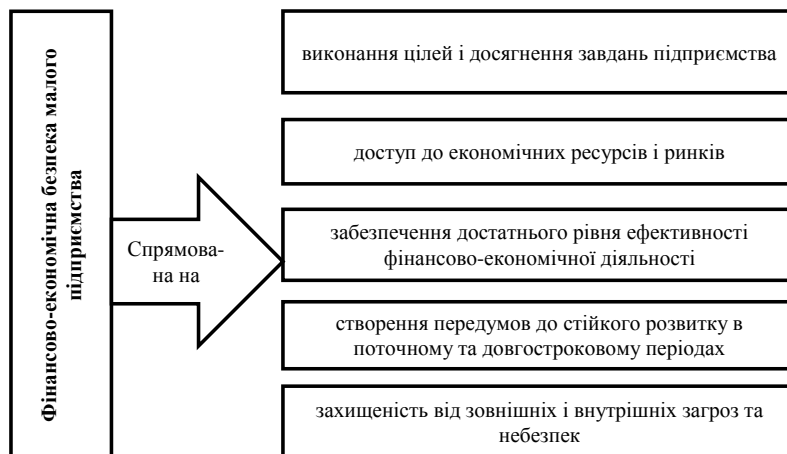 Фінансово-економічна безпека малого
підприємства
Спрямова-
на на
виконання цілей і досягнення завдань підприємства
доступ до економічних ресурсів і ринків
забезпечення достатнього рівня ефективності
фінансово-економічної діяльності
створення передумов до стійкого розвитку в
поточному та довгостроковому періодах
захищеність від зовнішніх і внутрішніх загроз та
небезпек